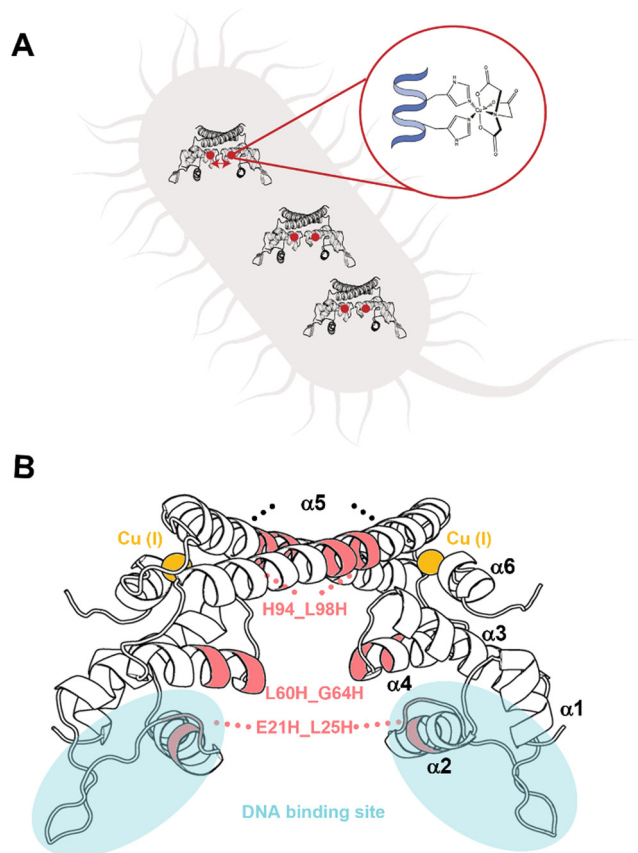 A
B
α5
Cu (I)
Cu (I)
α6
H94_L98H
α3
L60H_G64H
α4
α1
E21H_L25H
α2
DNA binding site